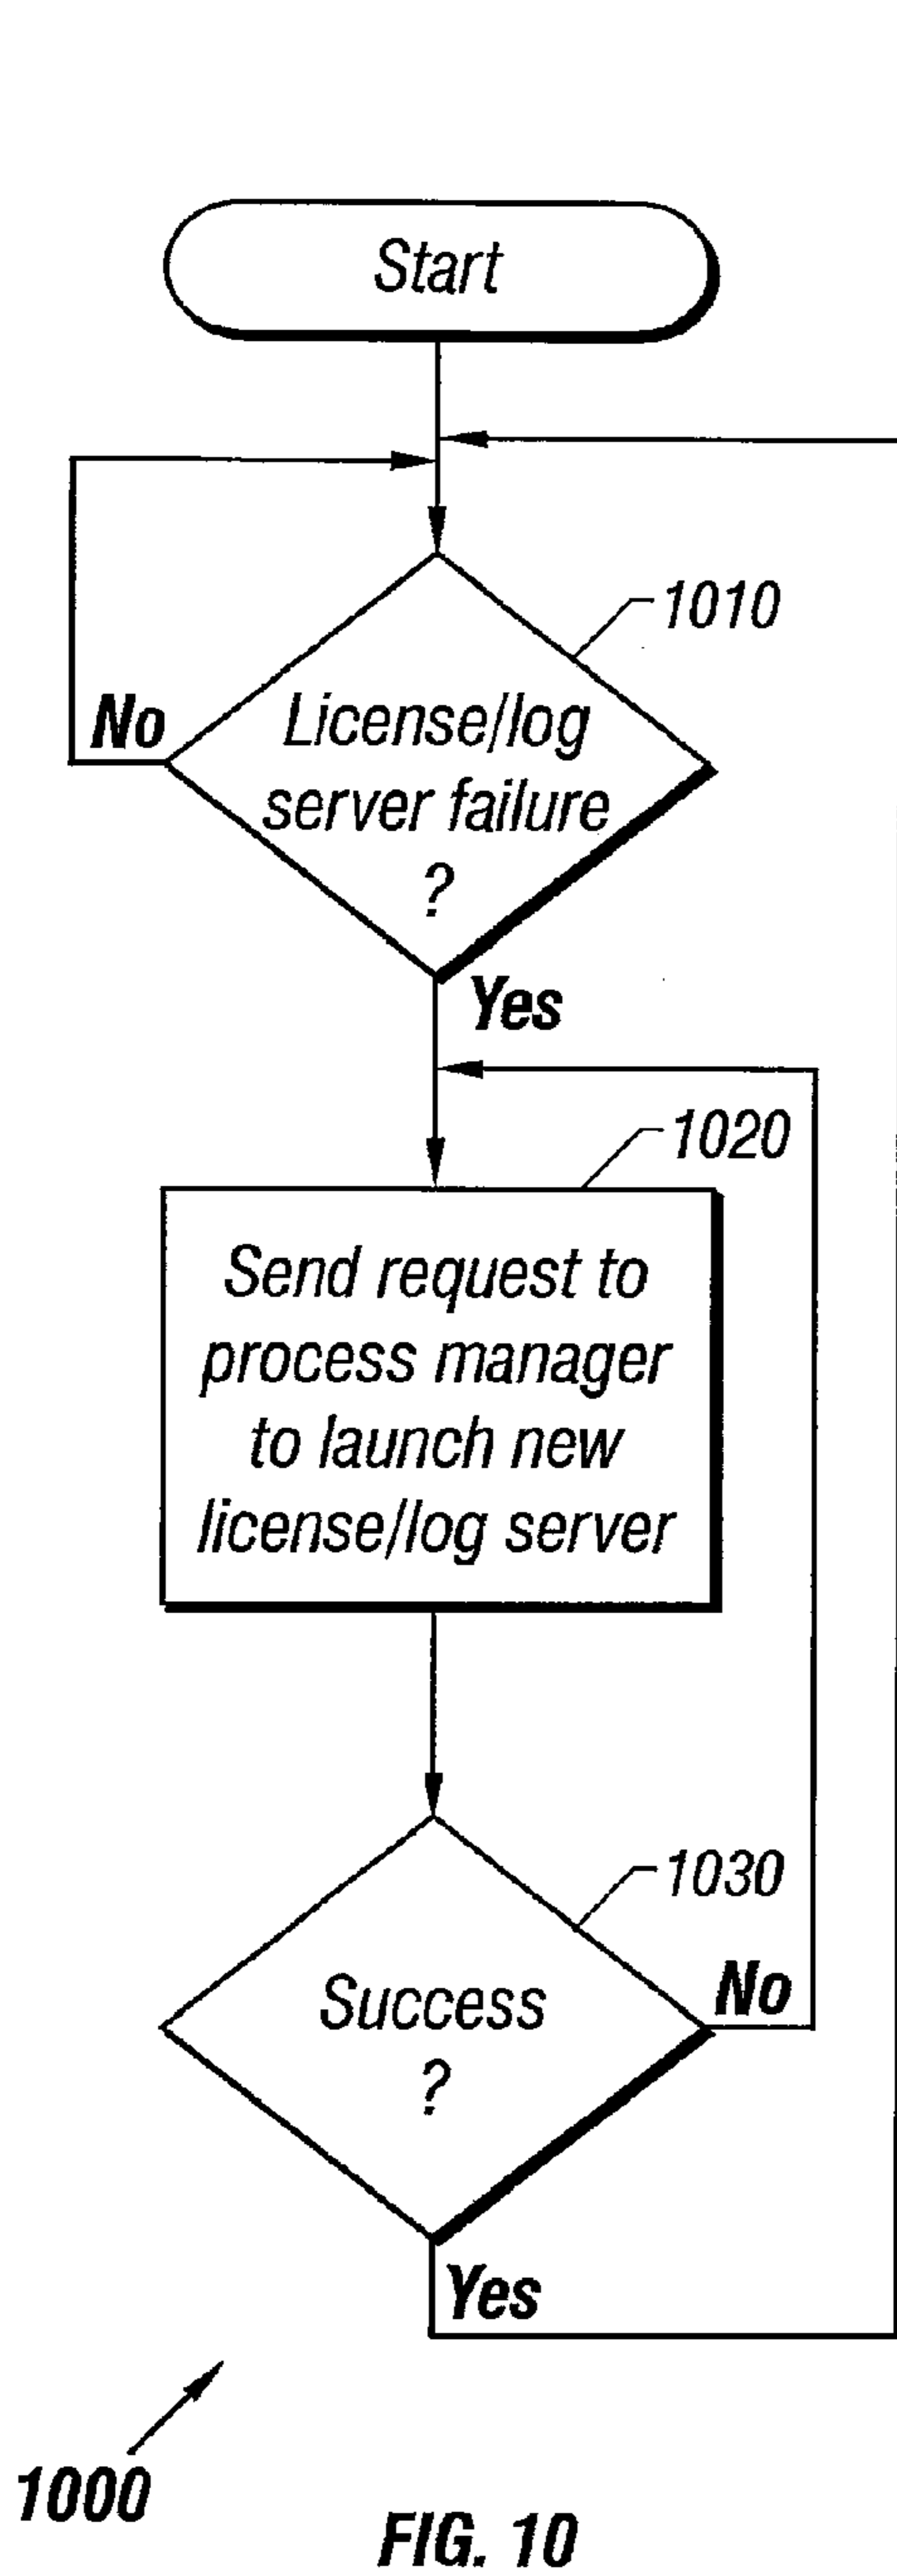 Start
1010
No
License/log
server failure
?
Yes
1020
Send request to
process manager
to launch new
license/log server
1030
Success
?
No
Yes
1000
FIG. 10